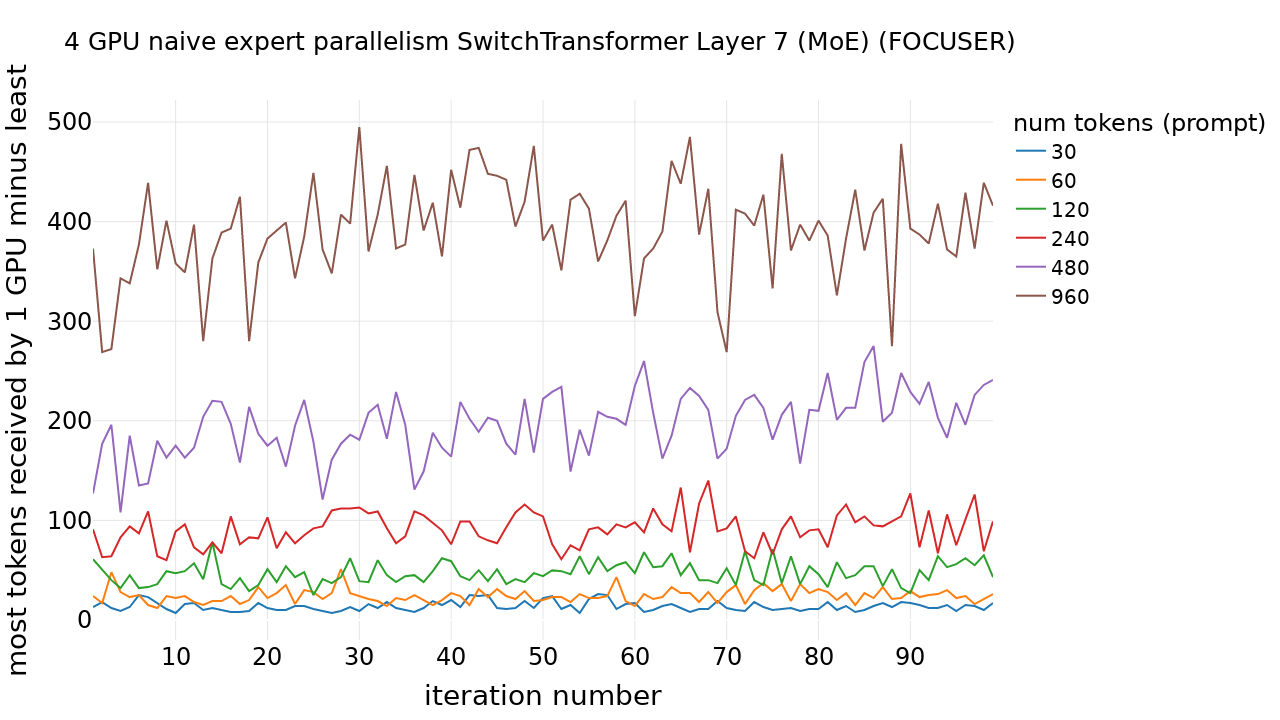 4 GPU naive expert parallelism SwitchTransformer Layer 7 (MoE) (FOCUSER)
most tokens received by 1 GPU minus least
500
400
300
200
100
0
10 20 30 40 50 60 70 80 90
iteration number
num tokens (prompt)
30
60
120
240
480
960